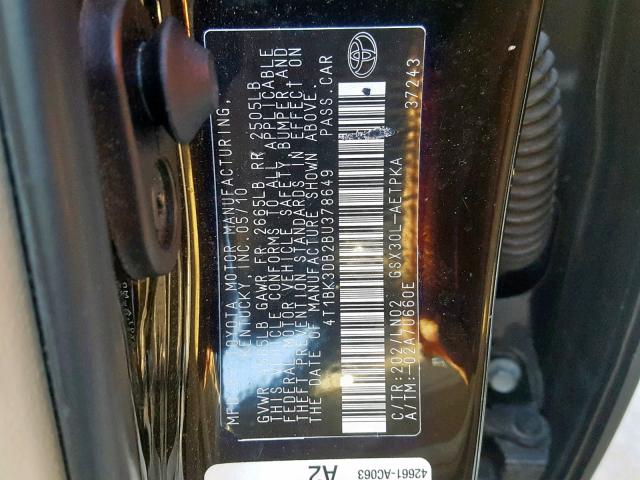 MFD. BY: TOYOTA MOTOR MANUFACTURING,
KENTUCKY, INC. 05/10
GVWR LB GAWR FR 2665LB RR 2505LB
THIS VEHICLE CONFORMS TO ALL APPLICABLE
FEDERAL MOTOR VEHICLE SAFETY, BUMPER, AND
THEFT PREVENTION STANDARDS IN EFFECT ON
THE DATE OF MANUFACTURE SHOWN ABOVE.
4T1BK3DB2BU378649 PASS. CAR
C/TR: 202/LN02 GSX30L-AETPKA
A/TM: -02A/U660E 37243
42661-AC063
A2